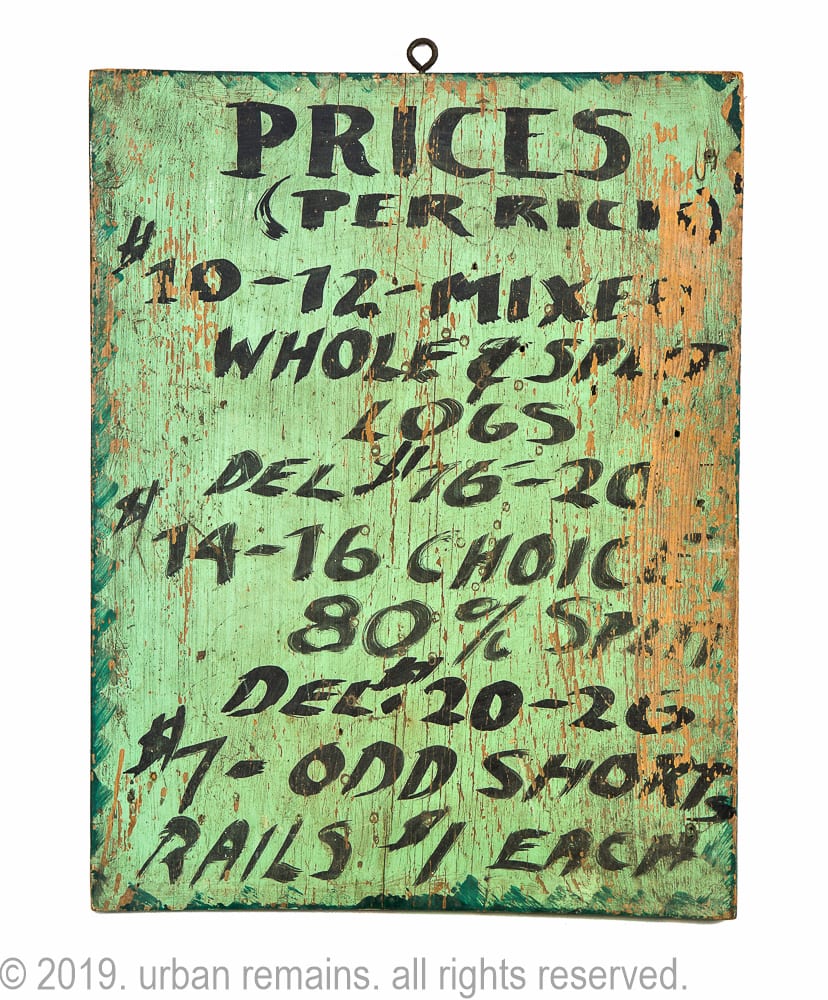 PRICES
(PER RICK)
$10-12-MIXED
WHOLE & SPLIT
LOGS
DEL $16-20
$14-16 CHOICE
80% SPLIT
DEL. $20-26
$7- ODD SHORTS
RAILS $1 EACH
© 2019. urban remains. all rights reserved.